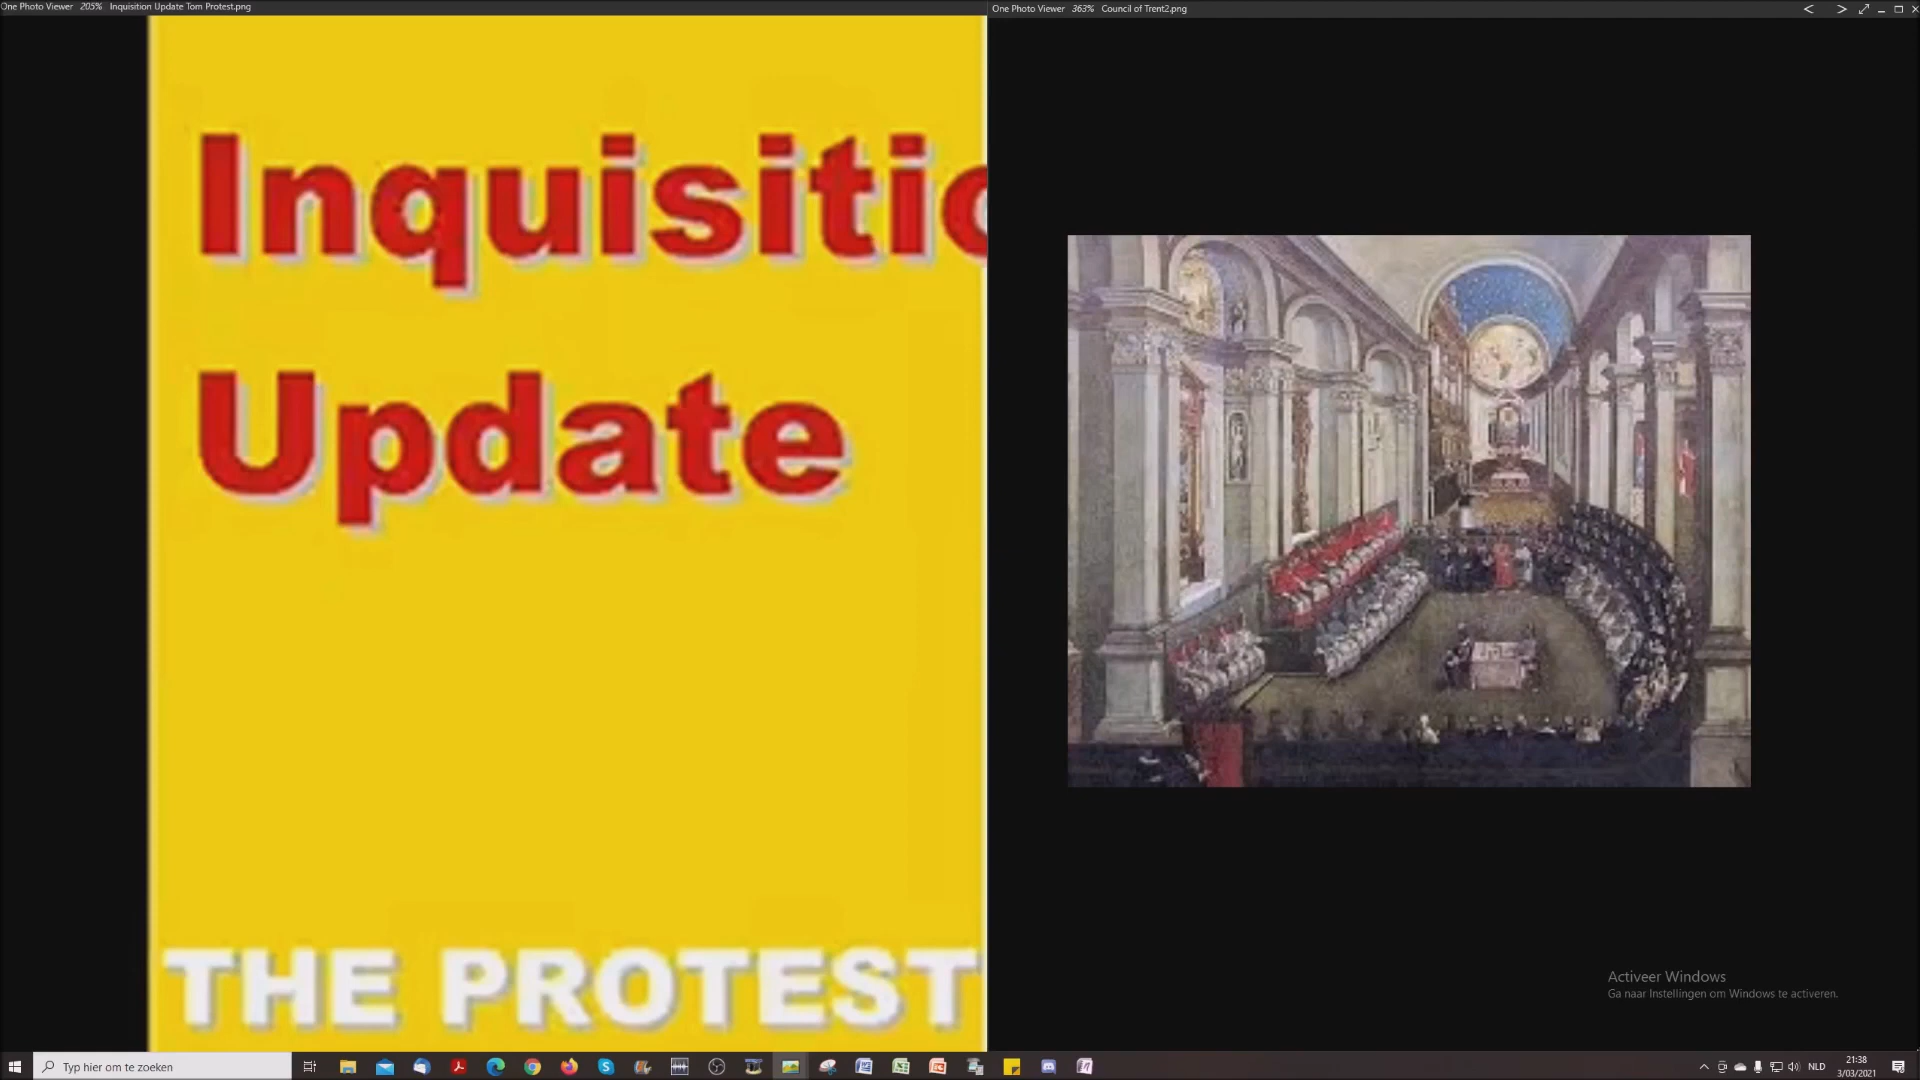 One Photo Viewer 205% Inquisition Update Tom Protest.png
One Photo Viewer 363% Council of Trent2.png
Inquisitio
Update
THE PROTEST
Activeer Windows
Ga naar Instellingen om Windows te activeren.
Typ hier om te zoeken
NLD
21:38
3/03/2021